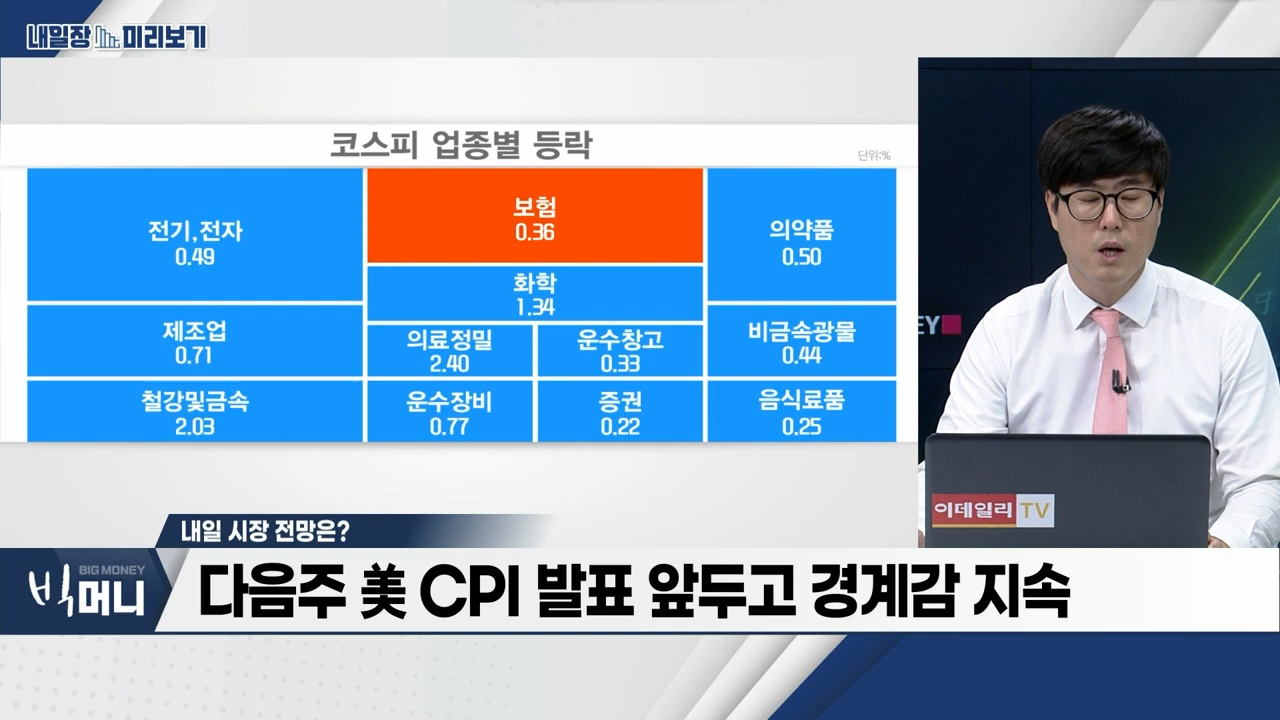 내일장 미리보기
코스피 업종별 등락
단위:%
전기,전자
0.49
보험
0.36
의약품
0.50
화학
1.34
제조업
0.71
의료정밀
2.40
운수창고
0.33
비금속광물
0.44
철강및금속
2.03
운수장비
0.77
증권
0.22
음식료품
0.25
EY
이데일리 TV
내일 시장 전망은?
BIG MONEY
빅머니
다음주 美 CPI 발표 앞두고 경계감 지속